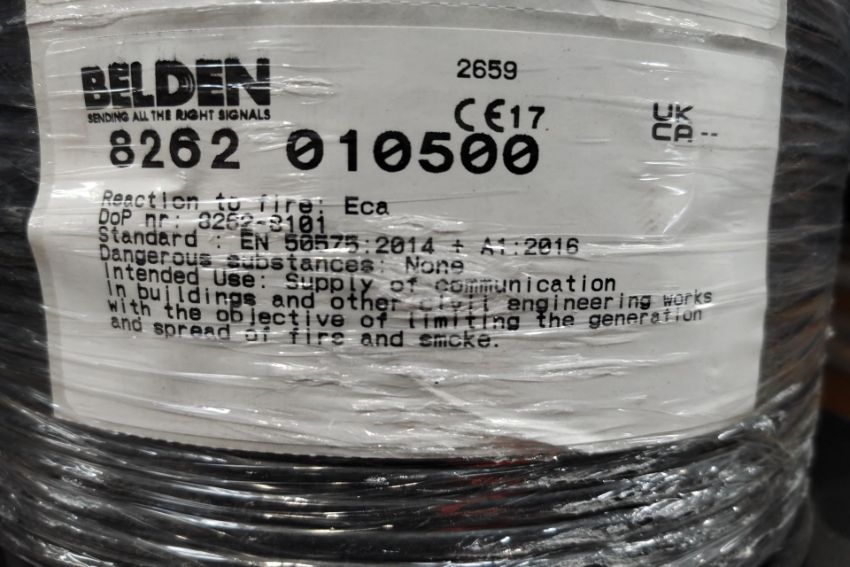 BELDEN
SENDING ALL THE RIGHT SIGNALS
2659
CE 17
UK
CA --
8262 010500
Reaction to fire: Eca
DoP nr: 8262-8101
Standard : EN 50575:2014 + A1:2016
Dangerous substances: None
Intended Use: Supply of communication
in buildings and other civil engineering works
with the objective of limiting the generation
and spread of fire and smoke.